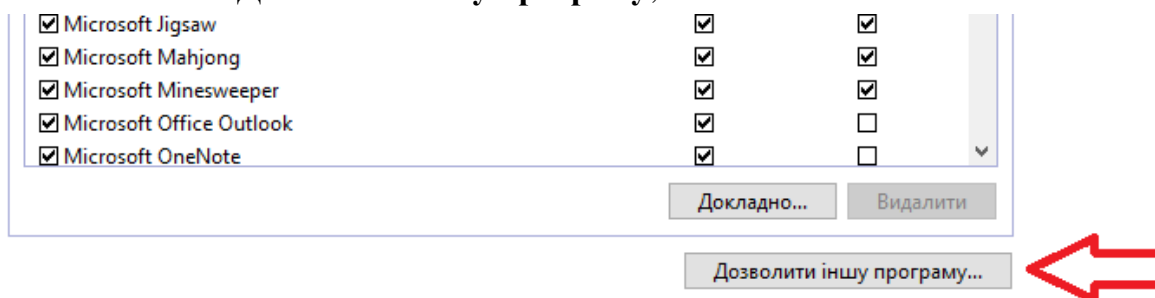 Microsoft Jigsaw
Microsoft Mahjong
Microsoft Minesweeper
Microsoft Office Outlook
Microsoft OneNote
Докладно... Видалити
Дозволити іншу програму...